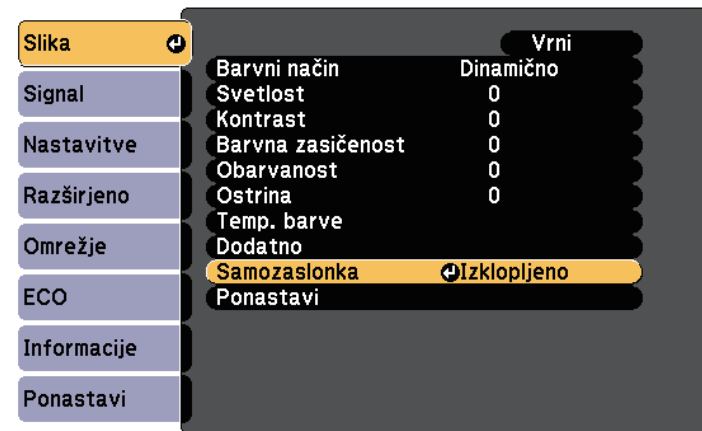 Slika
Signal
Nastavitve
Razširjeno
Omrežje
ECO
Informacije
Ponastavi
Vrni
Barvni način Dinamično
Svetlost 0
Kontrast 0
Barvna zasičenost 0
Obarvanost 0
Ostrina 0
Temp. barve
Dodatno
Samozaslonka Izklopljeno
Ponastavi